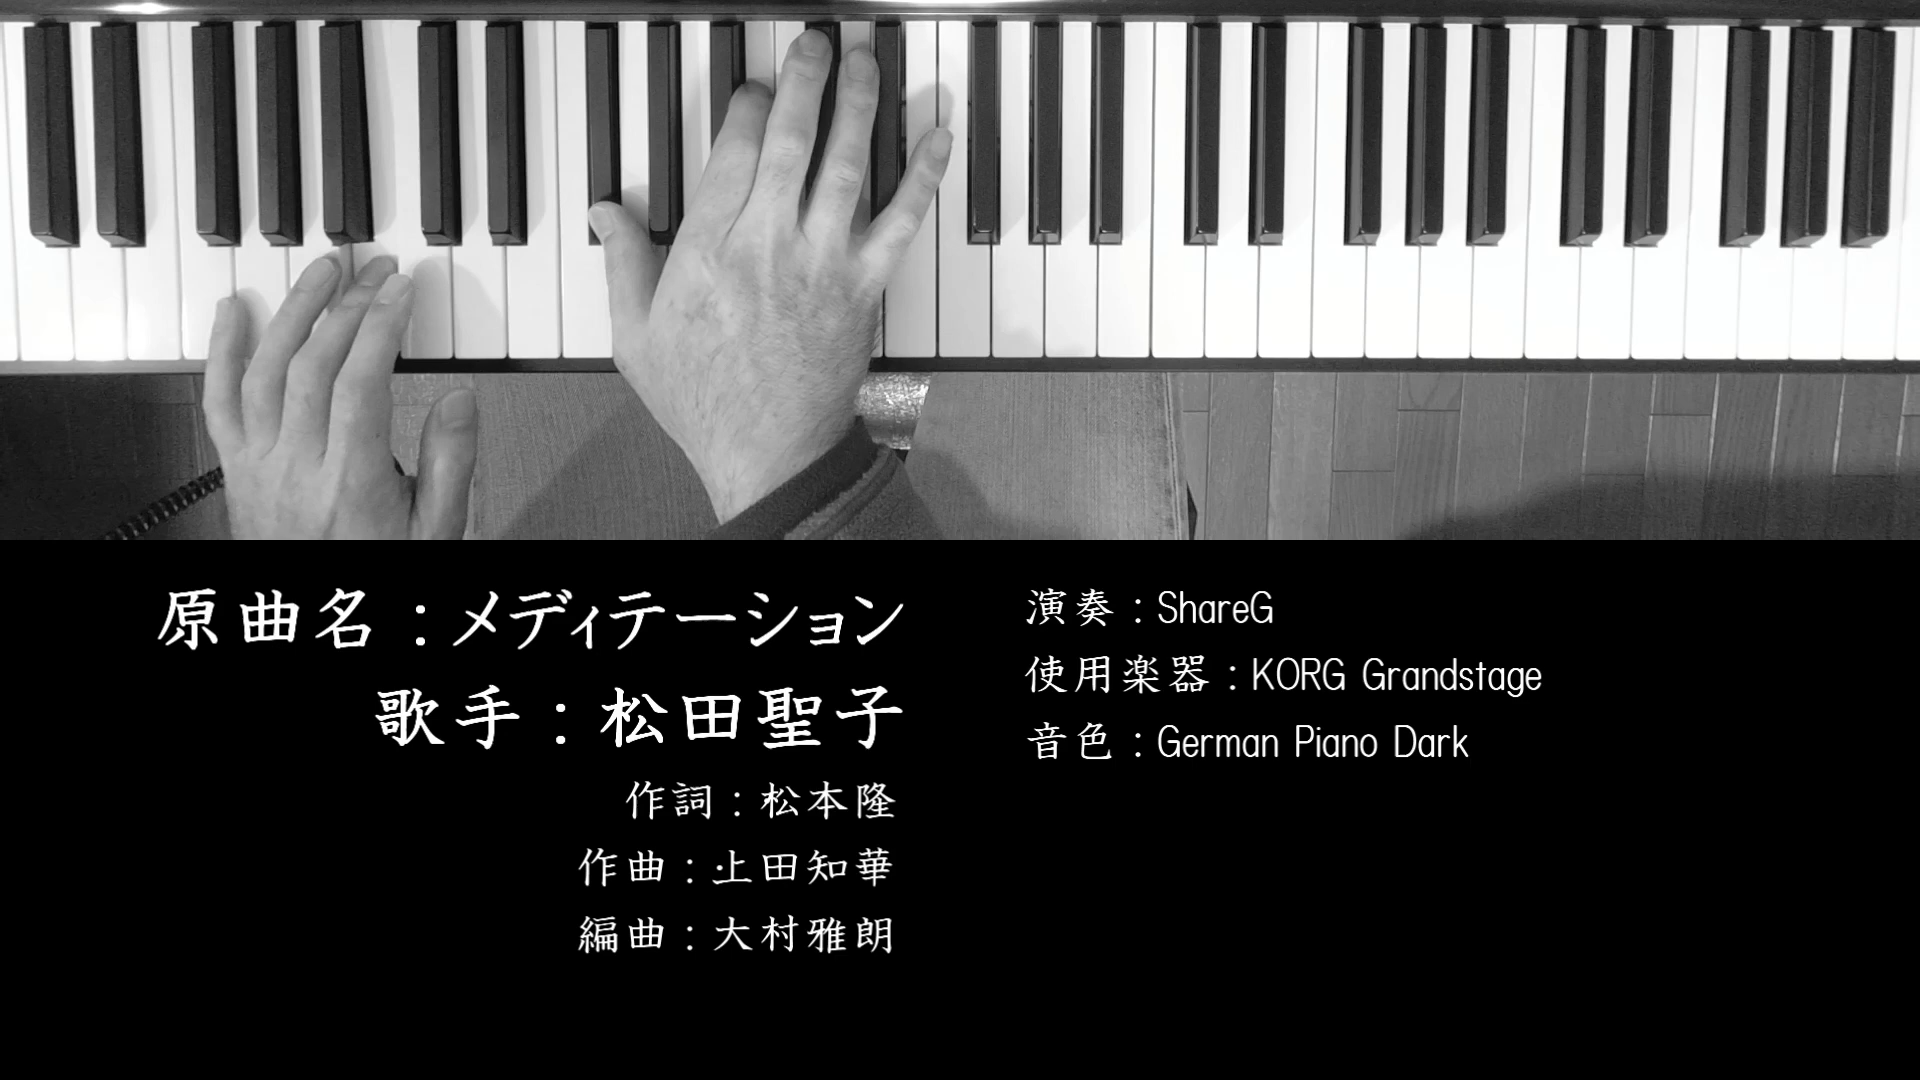 原曲名：メディテーション
歌手：松田聖子
作詞：松本隆
作曲：上田知華
編曲：大村雅朗
演奏：ShareG
使用楽器：KORG Grandstage
音色：German Piano Dark